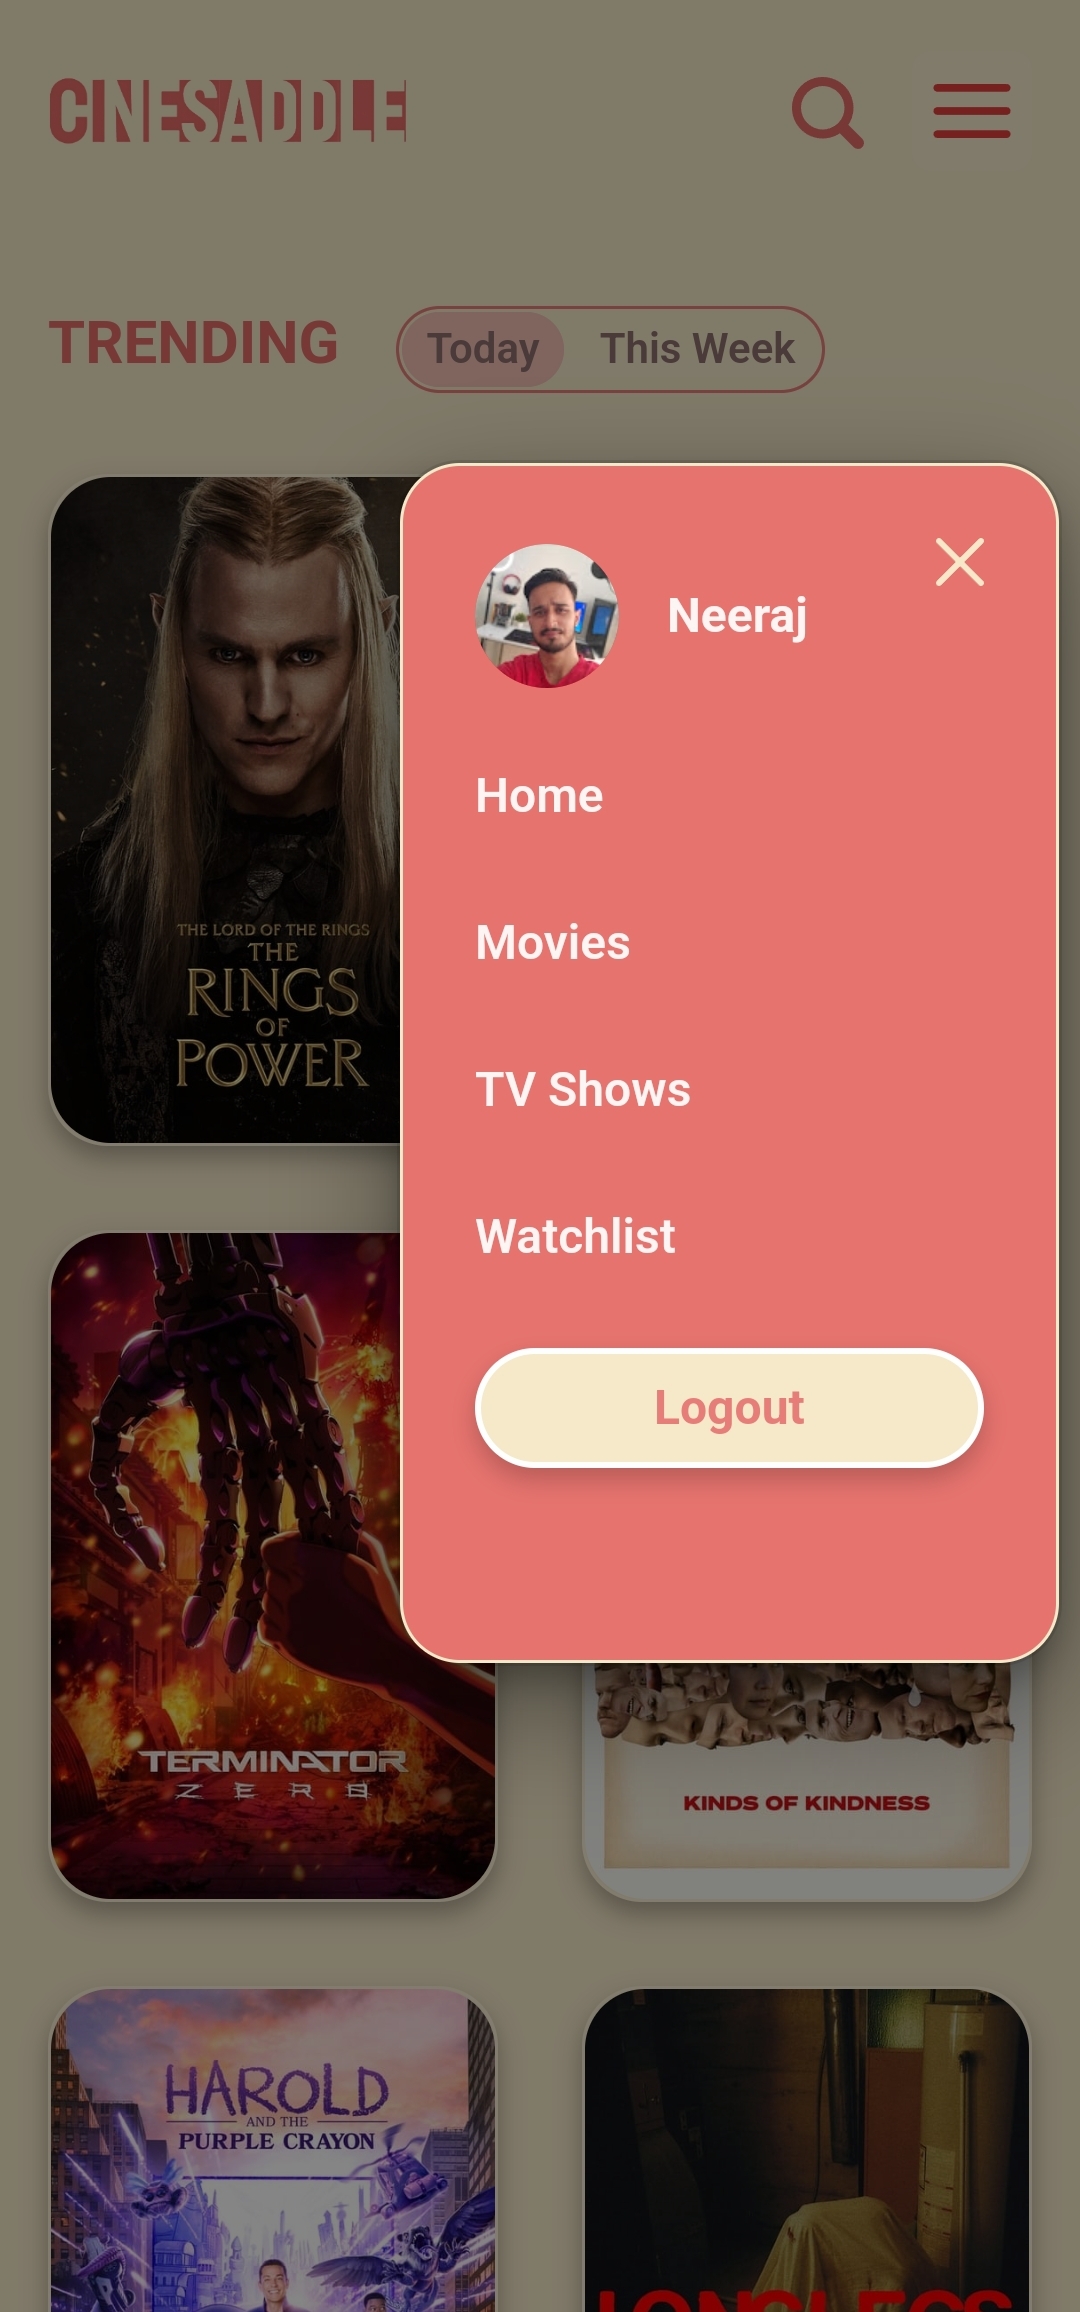 CINESADDLE
TRENDING
Today
This Week
Neeraj
Home
Movies
TV Shows
Watchlist
Logout
THE LORD OF THE RINGS
THE
RINGS
OF
POWER
TERMINATOR
ZERO
KINDS OF KINDNESS
HAROLD
AND THE
PURPLE CRAYON
LONGLEGS